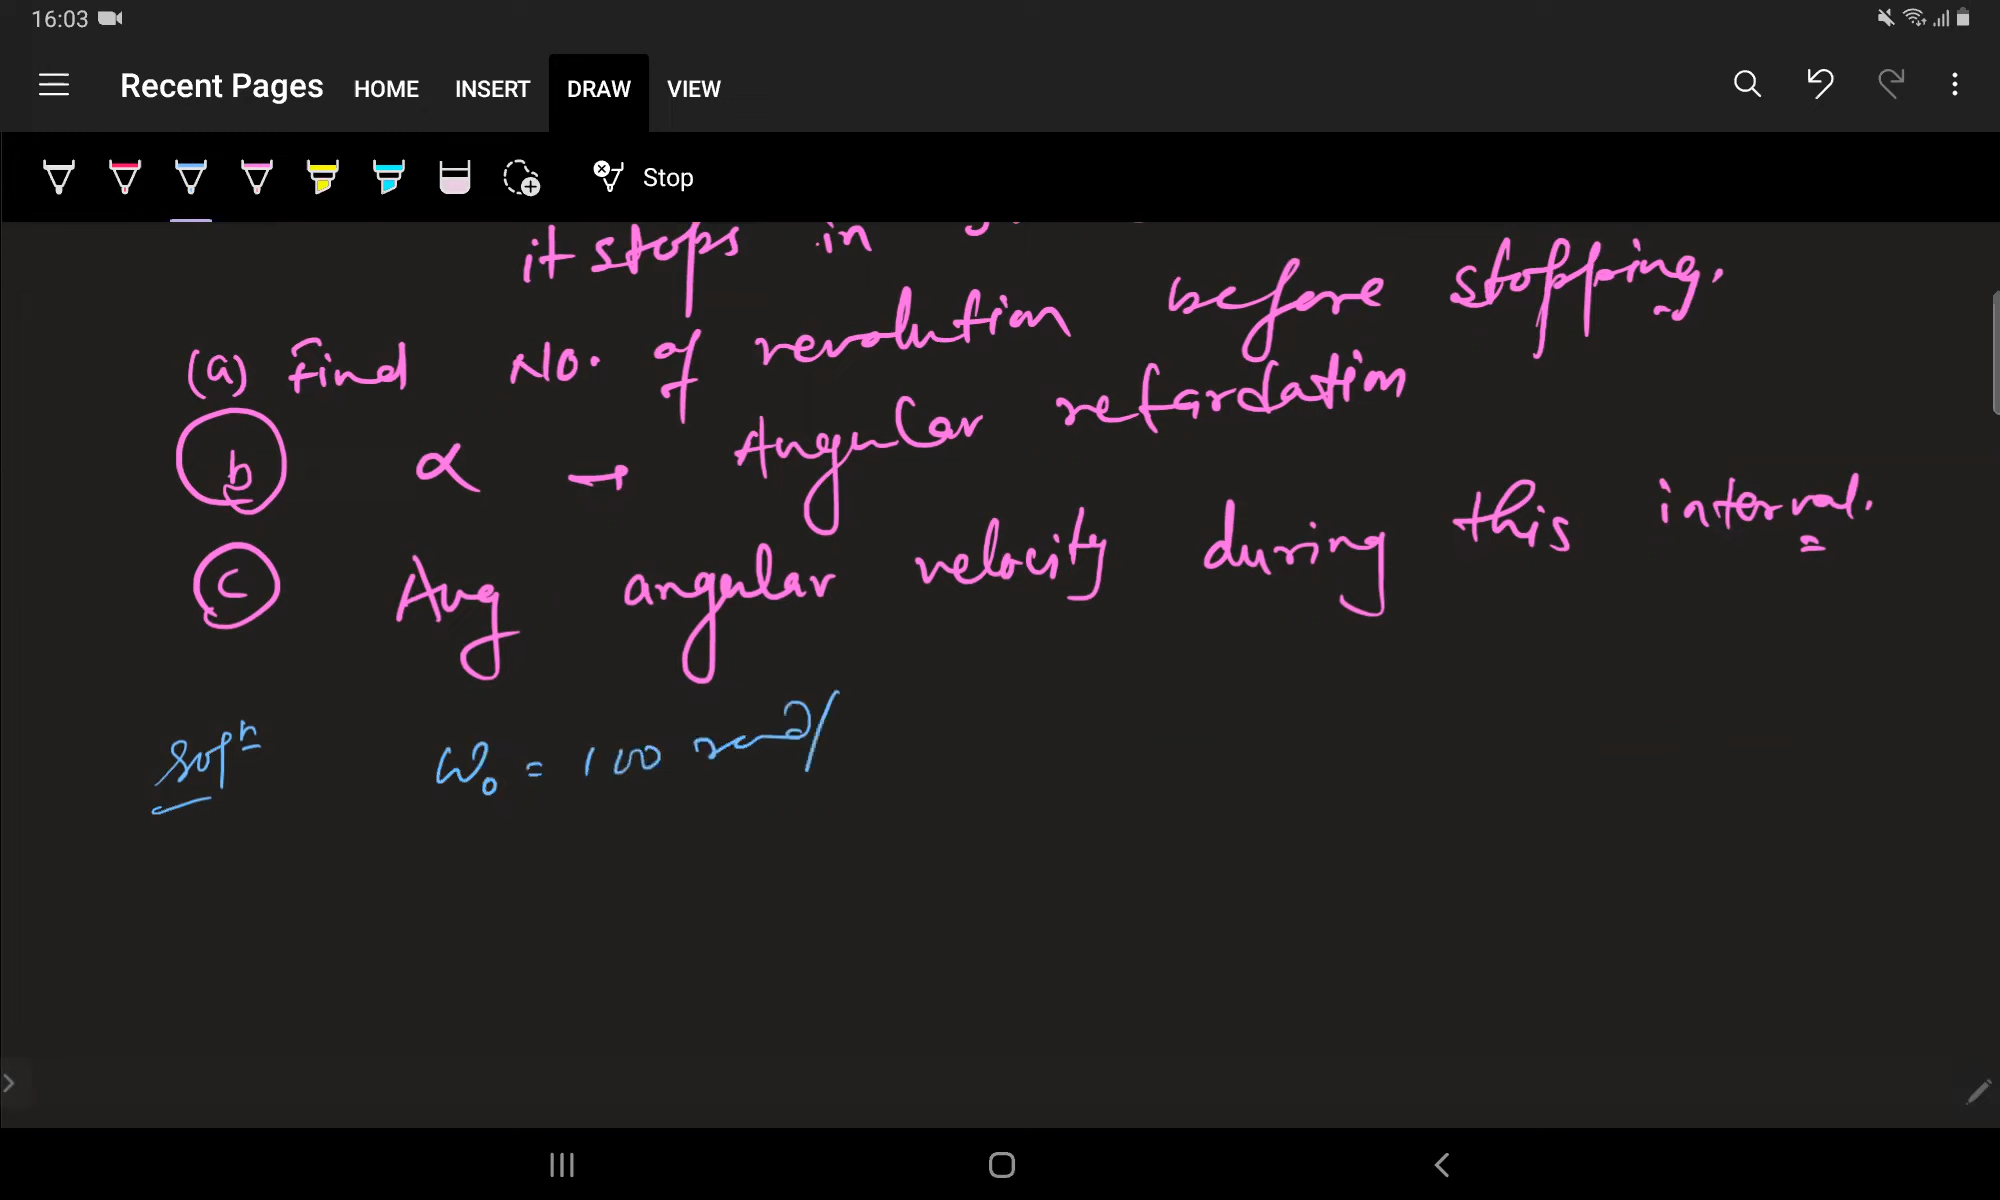 16:03
Recent Pages HOME INSERT DRAW VIEW
Stop
it stops in
(a) Find No. of revolution before stopping.
(b) α → Angular retardation
(c) Avg angular velocity during this interval.
Solⁿ ω₀ = 100 rad/